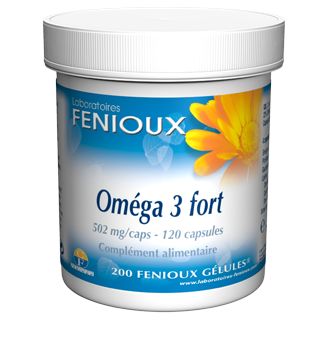 Laboratoires
FENIOUX
Oméga 3 fort
502 mg/caps - 120 capsules
Complément alimentaire
200 FENIOUX GÉLULES
www.laboratoires-fenioux.com